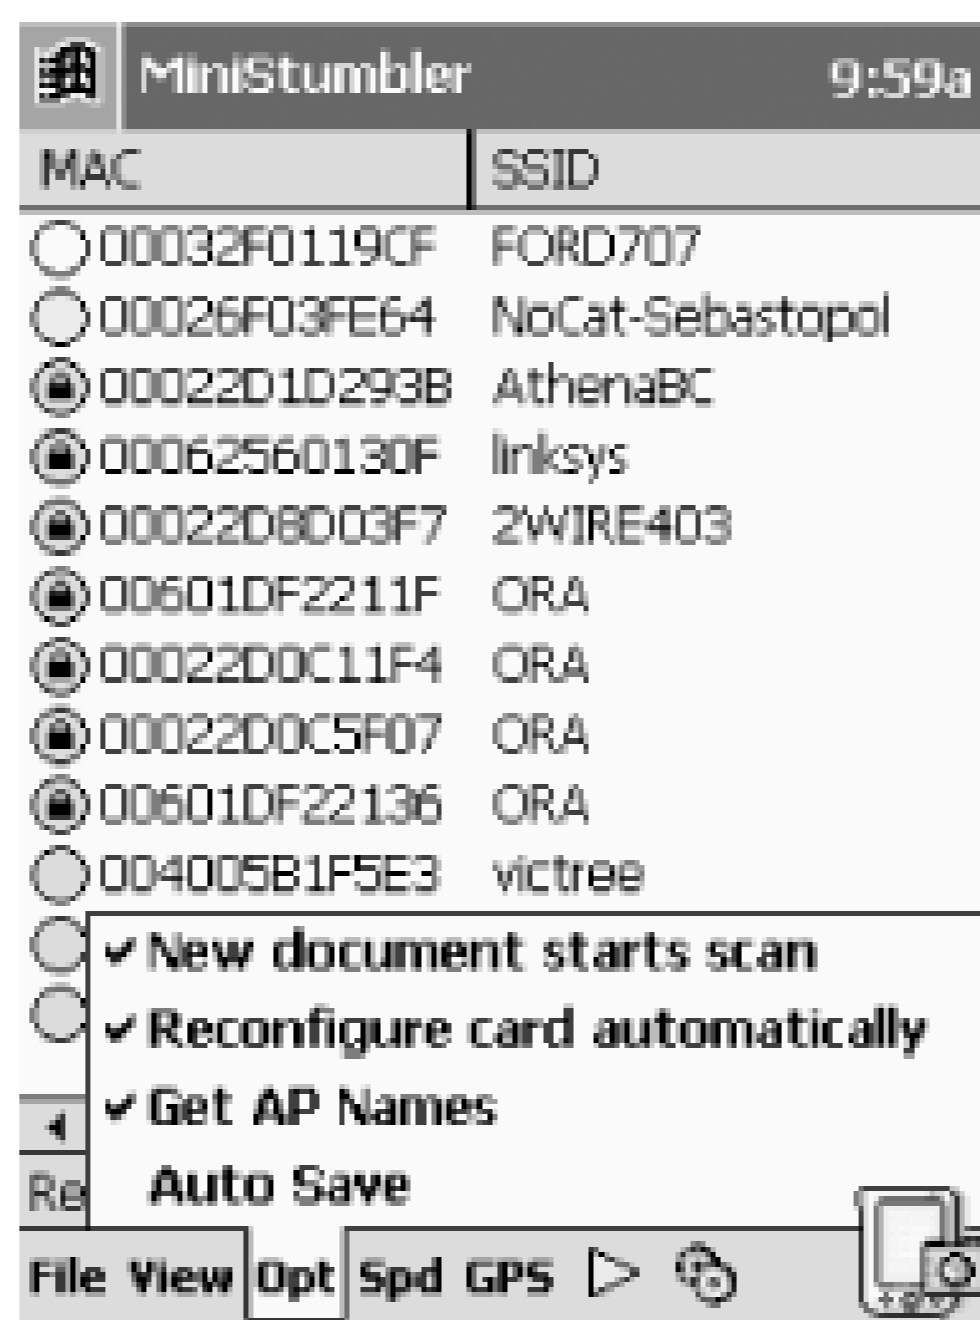 MiniStumbler 9:59a
MAC SSID
00032F0119CF FORD707
00026F03FE64 NoCat-Sebastopol
00022D1D293B AthenaBC
00062560130F linksys
00022D8D03F7 2WIRE403
00601DF2211F ORA
00022D0C11F4 ORA
00022D0C5F07 ORA
00601DF22136 ORA
004005B1F5E3 victree
New document starts scan
Reconfigure card automatically
Get AP Names
Auto Save
Re
File View Opt Spd GPS